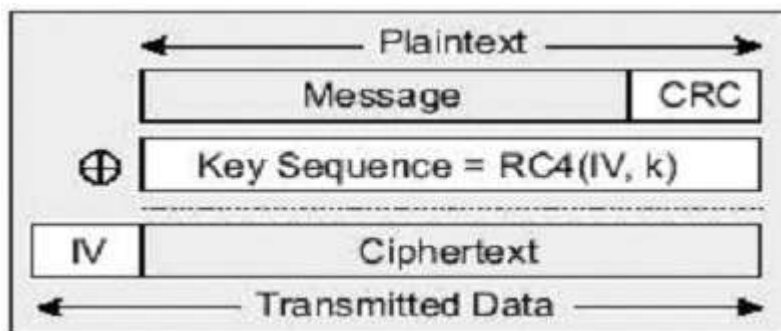 Plaintext
Message CRC
⊕ Key Sequence = RC4(IV, k)
IV Ciphertext
Transmitted Data